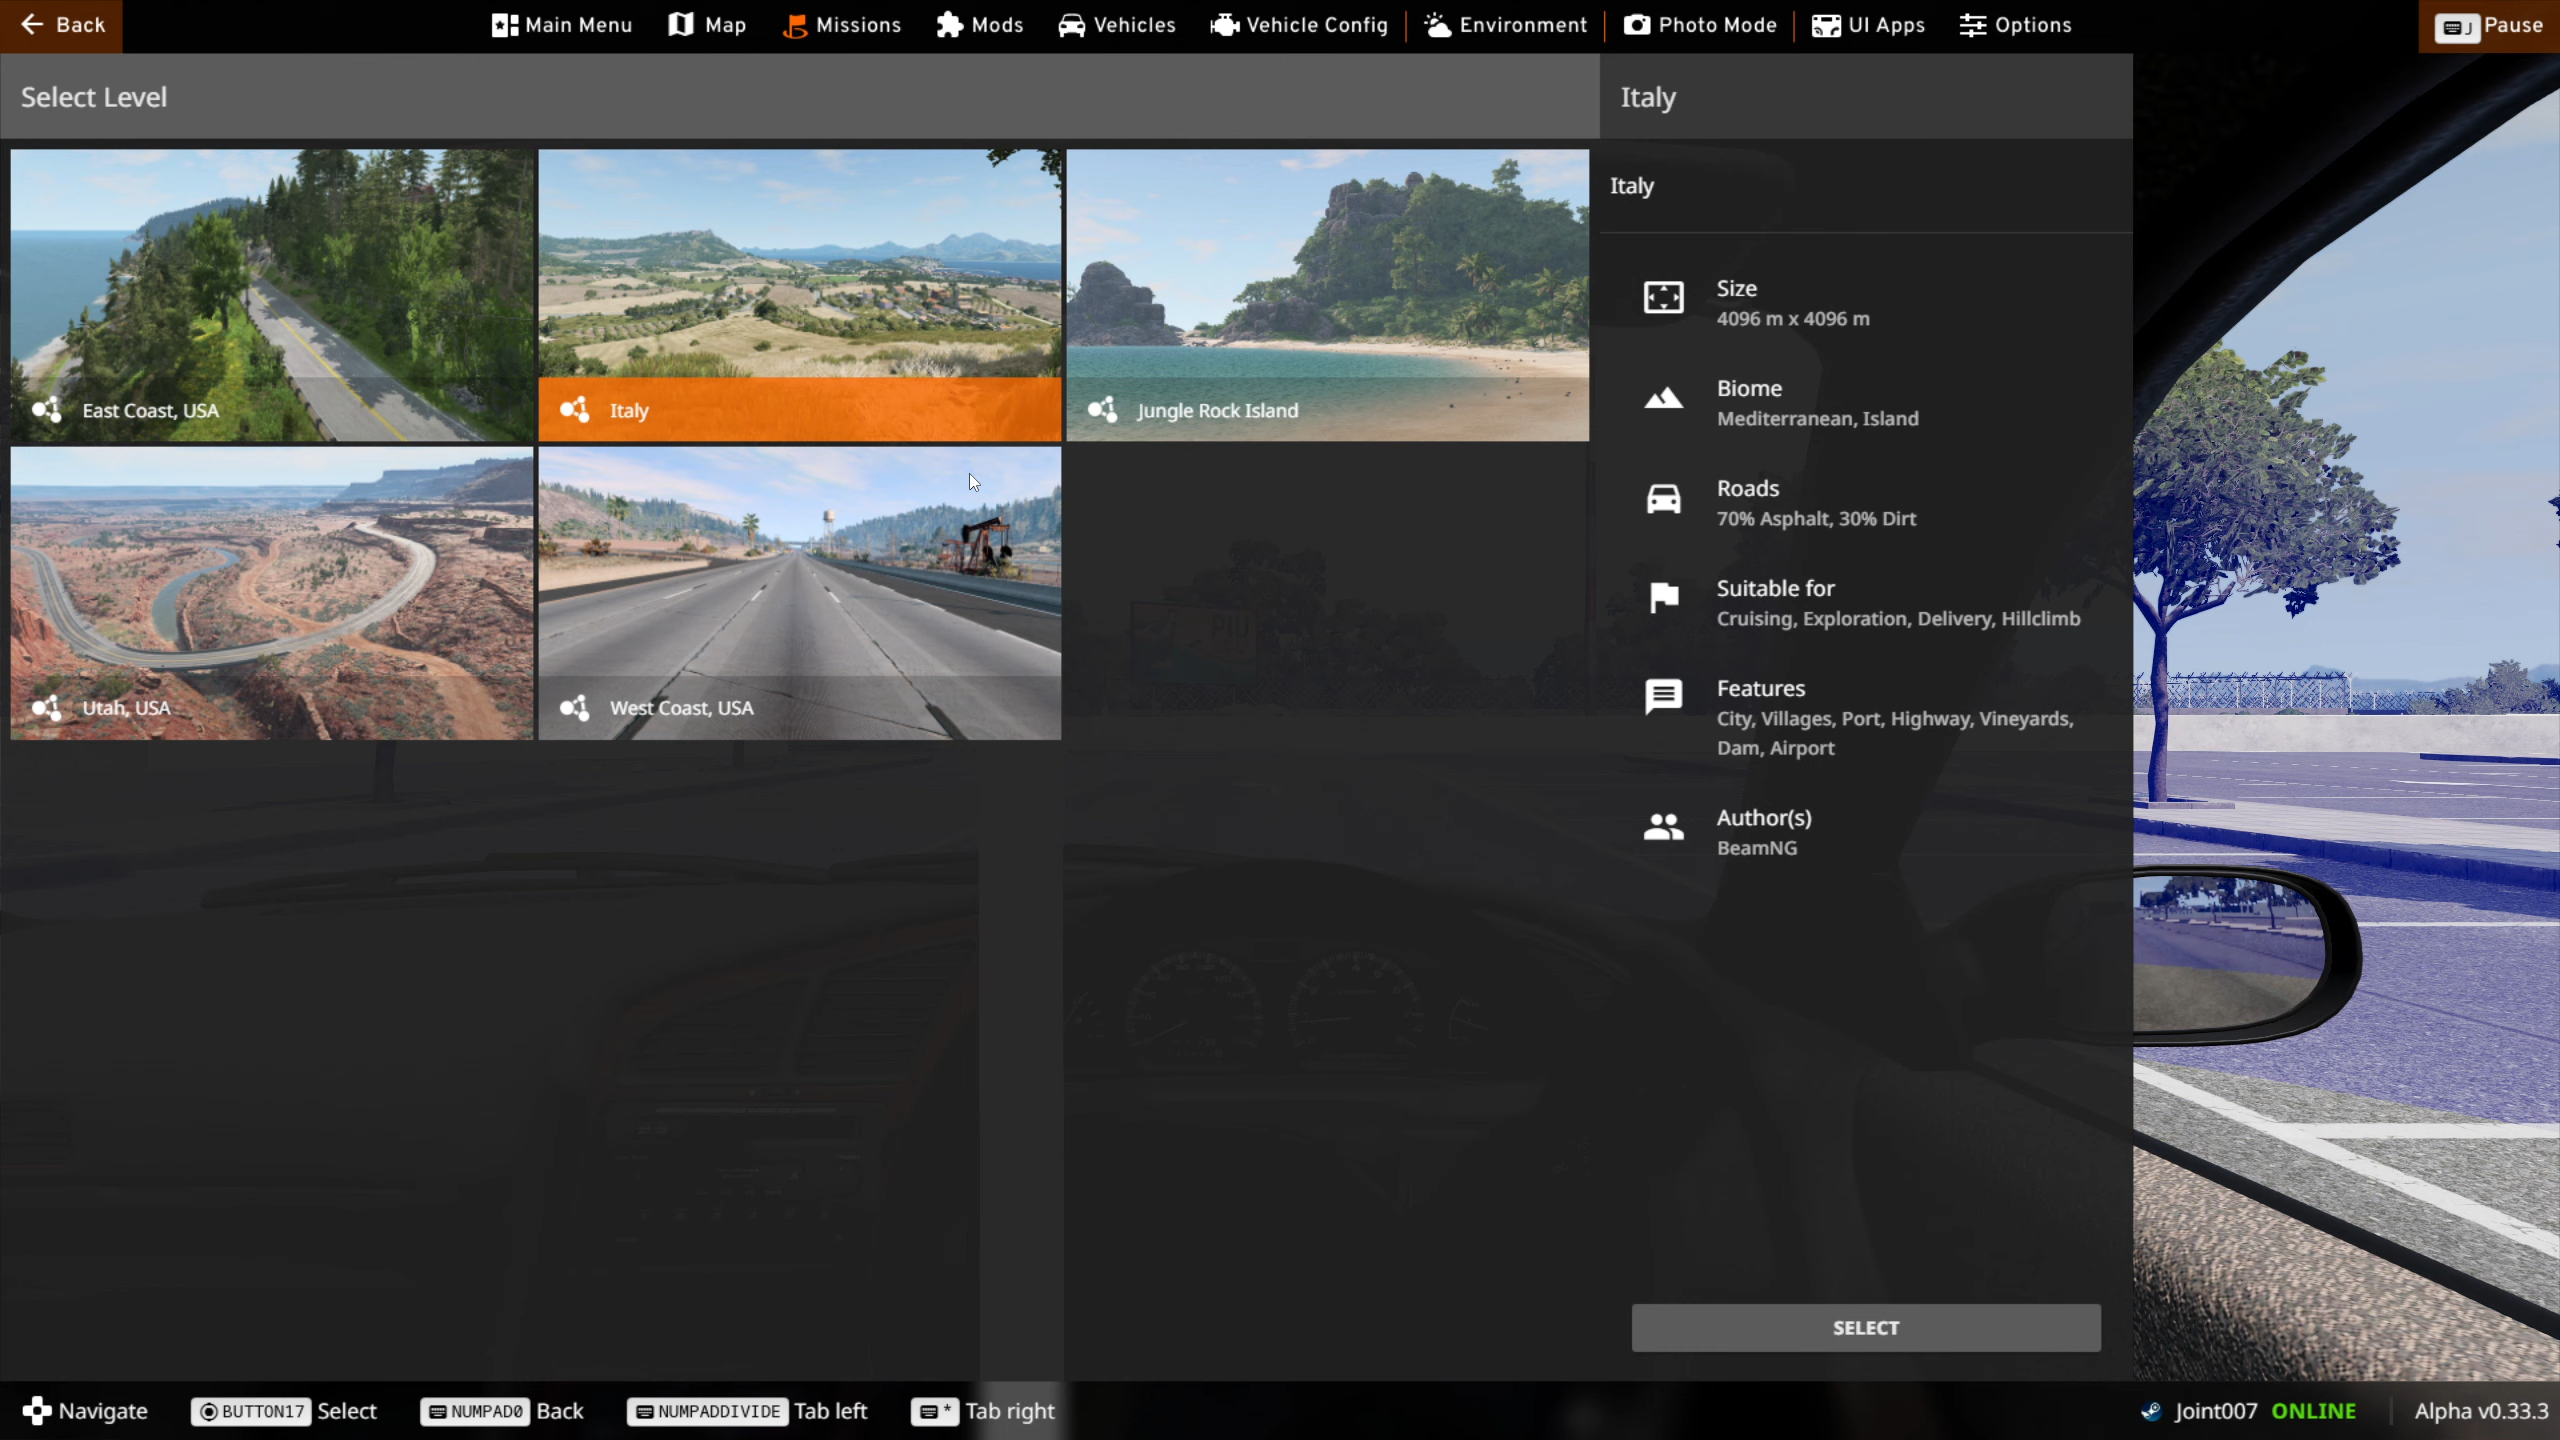 Back
Main Menu
Map
Missions
Mods
Vehicles
Vehicle Config
Environment
Photo Mode
UI Apps
Options
J Pause
Select Level
Italy
East Coast, USA
Italy
Jungle Rock Island
Utah, USA
West Coast, USA
Italy
Size
4096 m x 4096 m
Biome
Mediterranean, Island
Roads
70% Asphalt, 30% Dirt
Suitable for
Cruising, Exploration, Delivery, Hillclimb
Features
City, Villages, Port, Highway, Vineyards,
Dam, Airport
Author(s)
BeamNG
SELECT
Navigate
BUTTON17 Select
NUMPAD0 Back
NUMPADDIVIDE Tab left
* Tab right
Joint007 ONLINE
Alpha v0.33.3